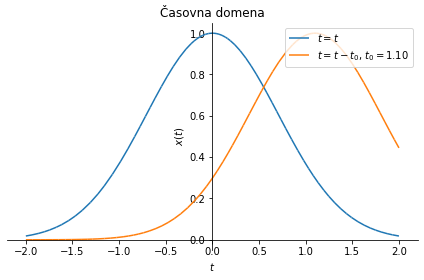 Časovna domena
t = t
t = t − t₀, t₀ = 1.10
x(t)
1.0
0.8
0.6
0.4
0.2
0.0
−2.0 −1.5 −1.0 −0.5 0.0 0.5 1.0 1.5 2.0
t